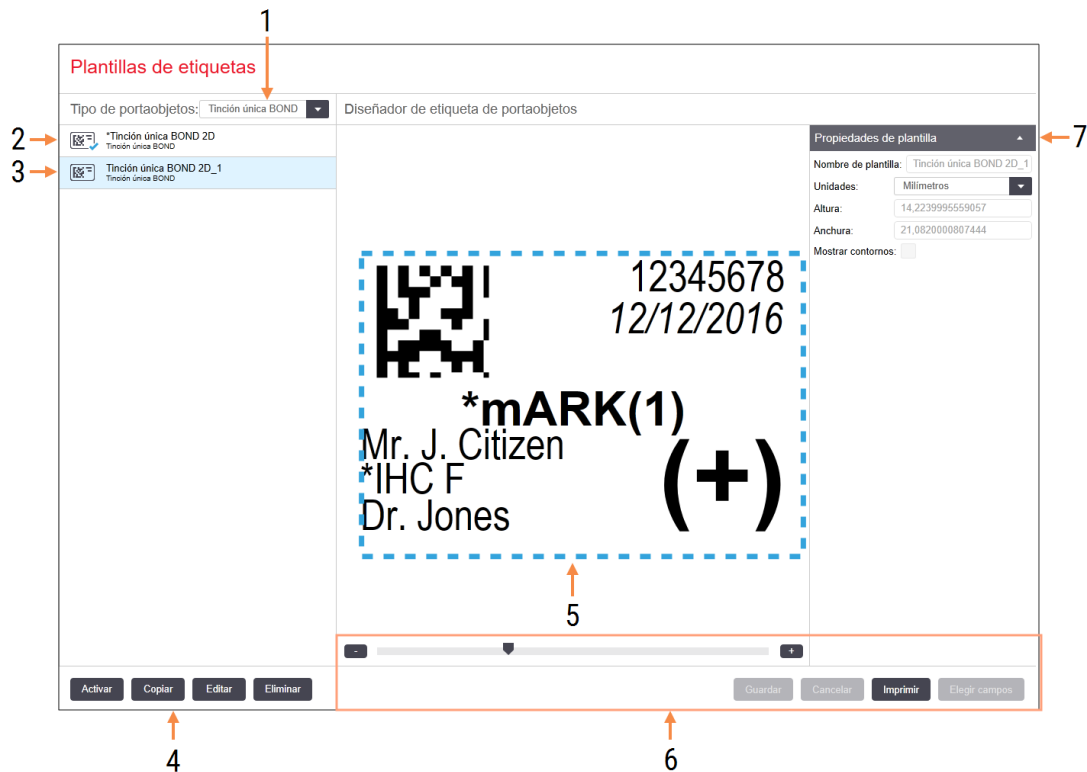 1
Plantillas de etiquetas
Tipo de portaobjetos: Tinción única BOND
Diseñador de etiqueta de portaobjetos
2
*Tinción única BOND 2D
Tinción única BOND
3
Tinción única BOND 2D_1
Tinción única BOND
Propiedades de plantilla
7
Nombre de plantilla: Tinción única BOND 2D_1
Unidades: Milímetros
Altura: 14,2239995559057
Anchura: 21,0820000807444
Mostrar contornos:
12345678
12/12/2016
*mARK(1)
Mr. J. Citizen
*IHC F
Dr. Jones
(+)
5
- +
Activar Copiar Editar Eliminar
Guardar Cancelar Imprimir Elegir campos
4
6